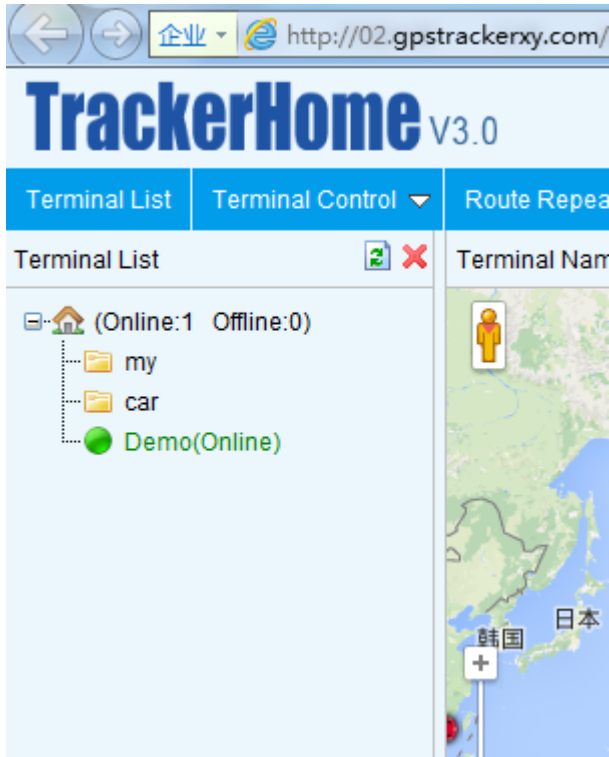 企业 http://02.gpstrackerxy.com/
TrackerHome V3.0
Terminal List Terminal Control Route Repea
Terminal List Terminal Nam
(Online:1 Offline:0)
my
car
Demo(Online)
日本
韩国